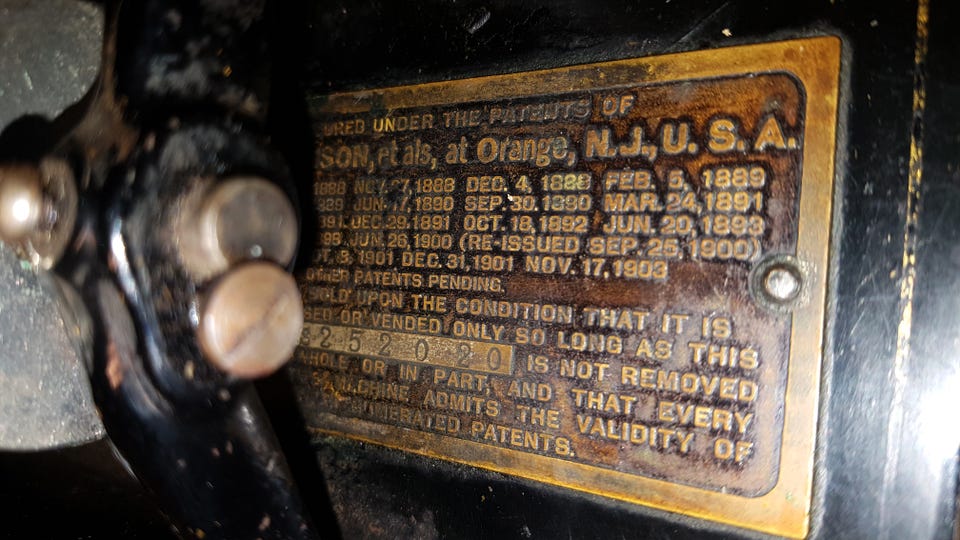 URED UNDER THE PATENTS OF
SON, et als, at Orange, N.J., U.S.A.
1888 NOV. 27, 1888 DEC. 4, 1888 FEB. 5, 1889
JUN. 17, 1890 SEP. 30, 1890 MAR. 24, 1891
DEC. 29, 1891 OCT. 18, 1892 JUN. 20, 1893
JUN. 26, 1900 (RE-ISSUED SEP. 25, 1900)
1901 DEC. 31, 1901 NOV. 17, 1903
OTHER PATENTS PENDING.
SOLD UPON THE CONDITION THAT IT IS
SED OR VENDED ONLY SO LONG AS THIS
252020 IS NOT REMOVED
WHOLE OR IN PART, AND THAT EVERY
MACHINE ADMITS THE VALIDITY OF
ENUMERATED PATENTS.